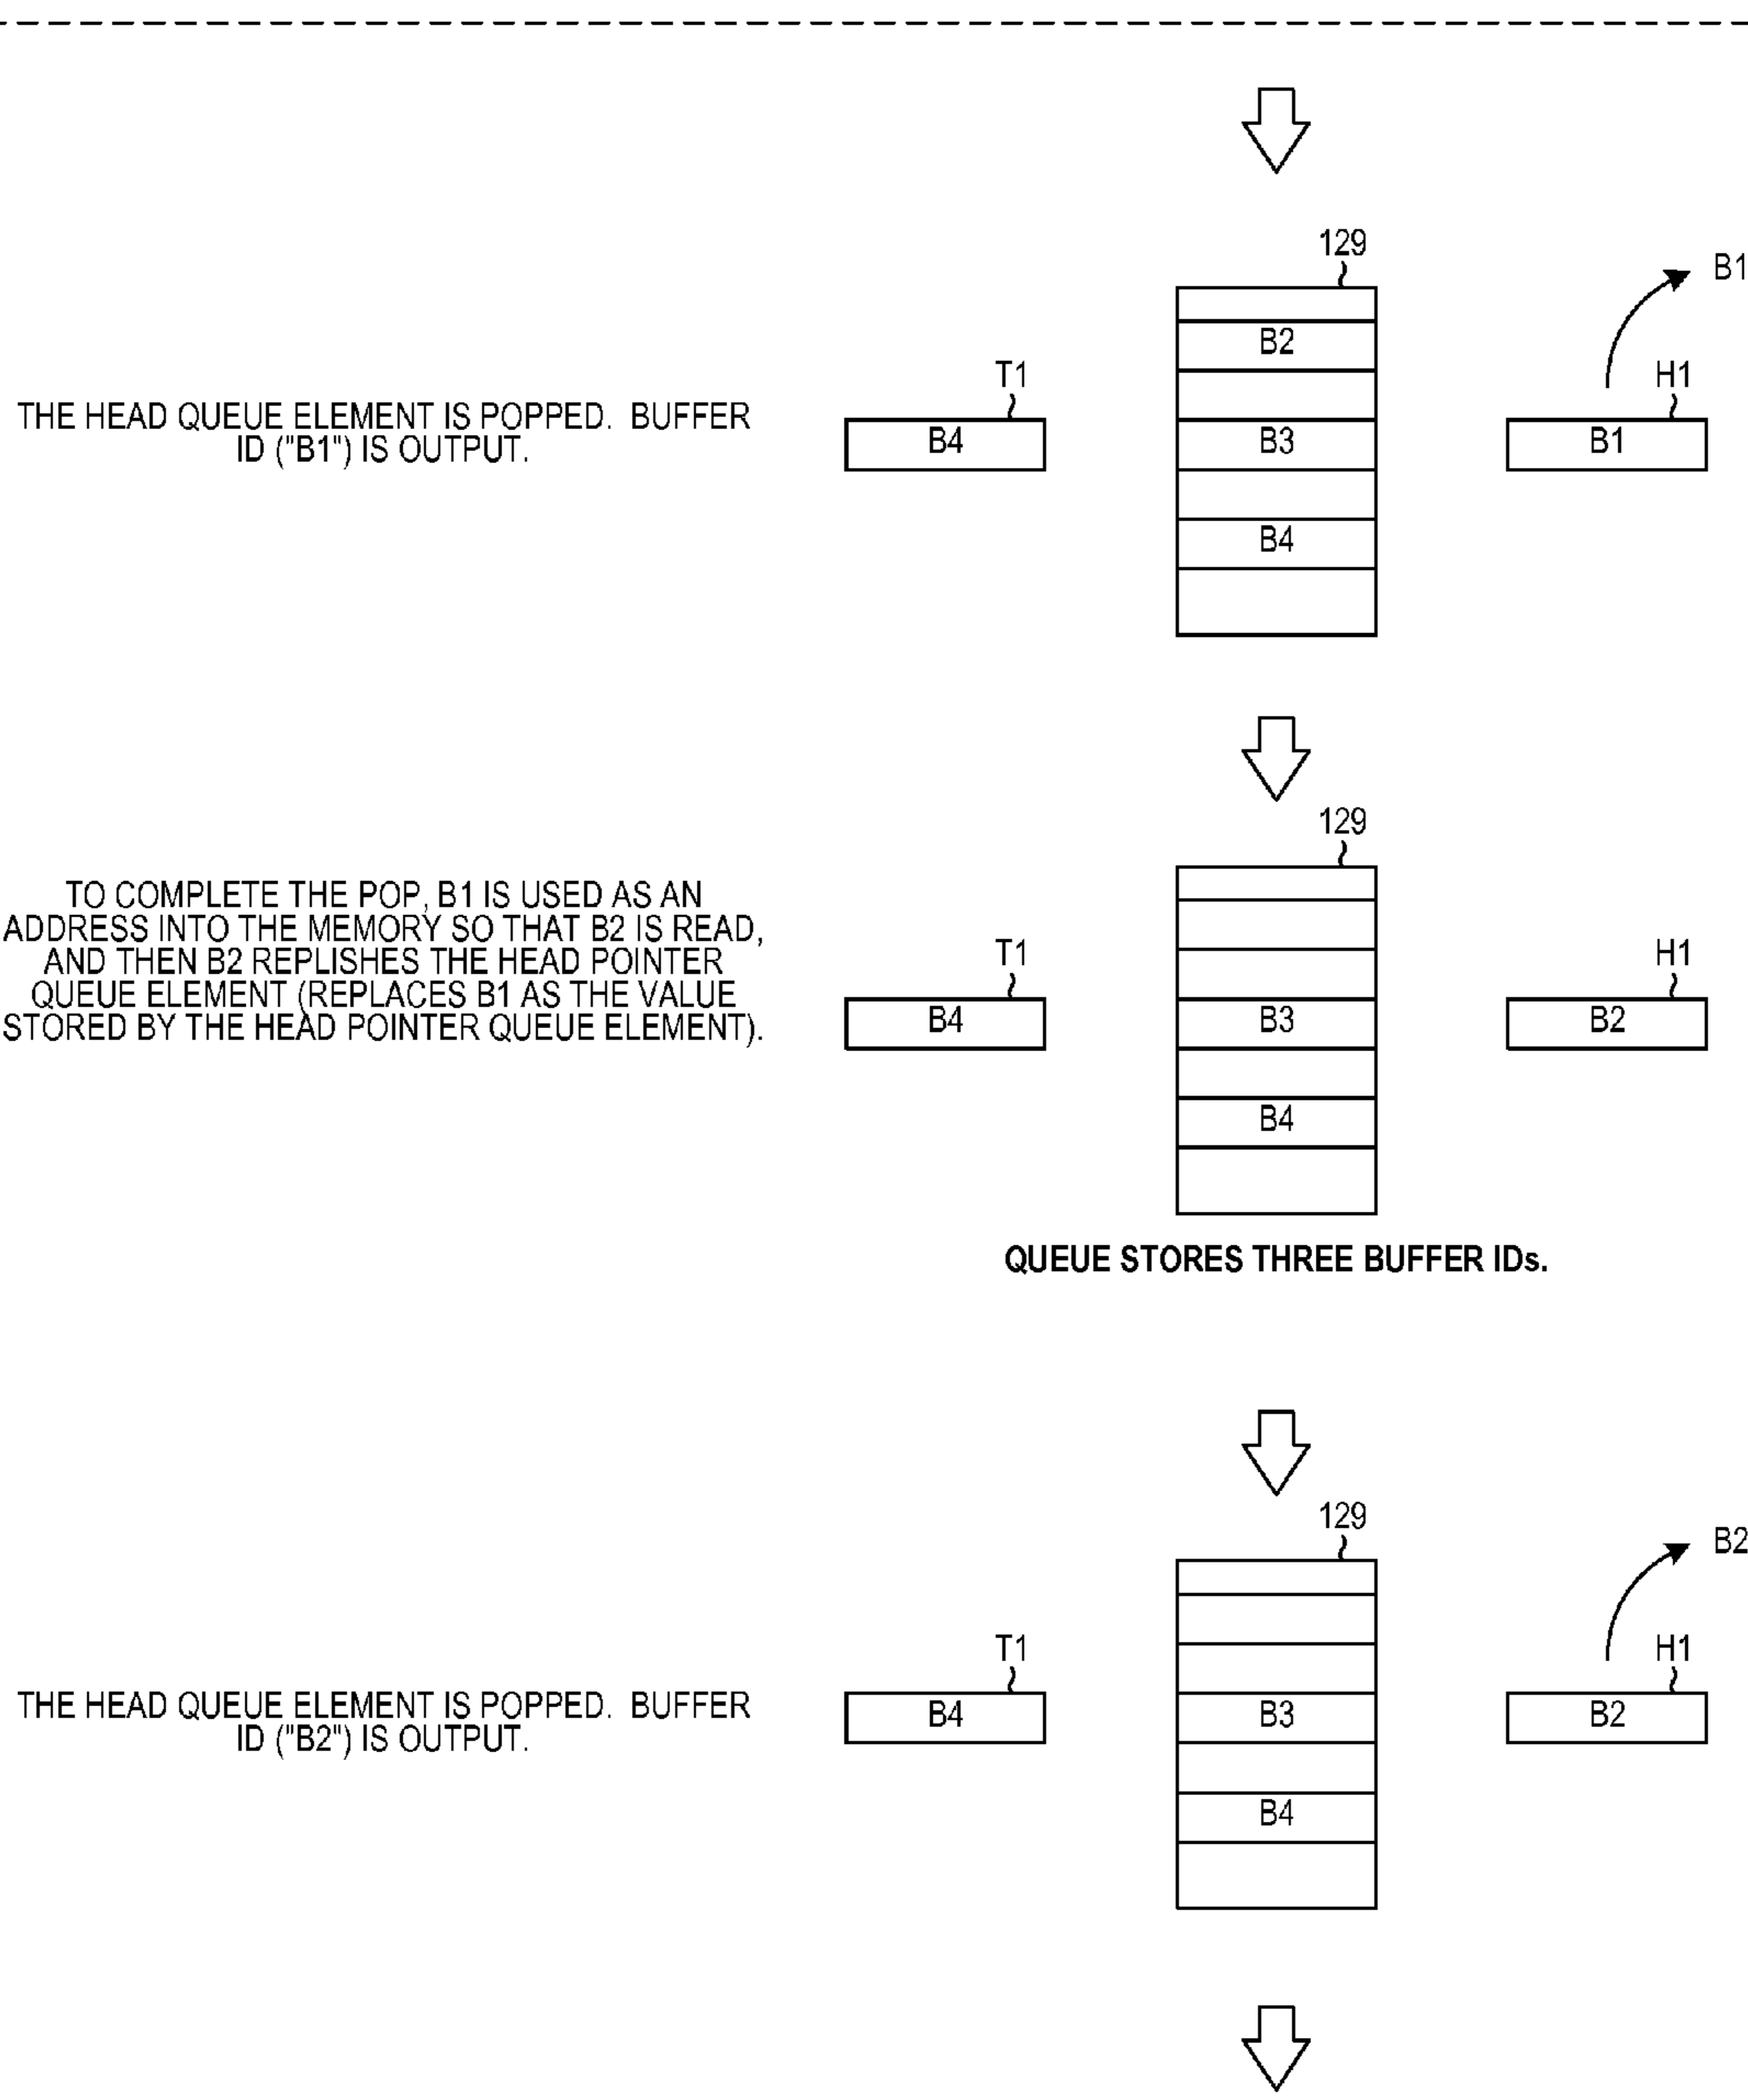 129
B1
B2
T1
H1
THE HEAD QUEUE ELEMENT IS POPPED. BUFFER
ID ("B1") IS OUTPUT.
B4
B3
B1
B4
129
TO COMPLETE THE POP, B1 IS USED AS AN
ADDRESS INTO THE MEMORY SO THAT B2 IS READ,
AND THEN B2 REPLISHES THE HEAD POINTER
QUEUE ELEMENT (REPLACES B1 AS THE VALUE
STORED BY THE HEAD POINTER QUEUE ELEMENT).
T1
H1
B4
B3
B2
B4
QUEUE STORES THREE BUFFER IDs.
129
B2
T1
H1
THE HEAD QUEUE ELEMENT IS POPPED. BUFFER
ID ("B2") IS OUTPUT.
B4
B3
B2
B4